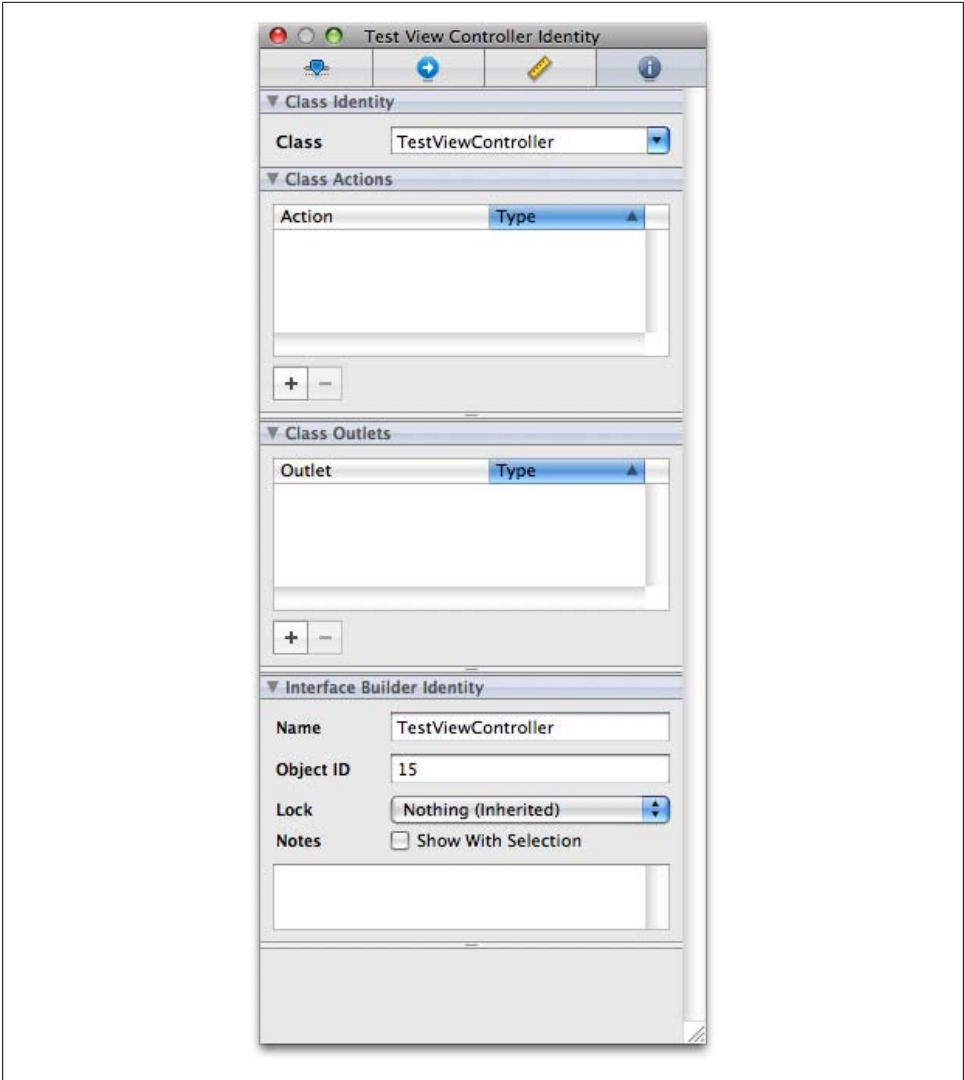 Test View Controller Identity
Class Identity
Class TestViewController
Class Actions
Action Type
+ −
Class Outlets
Outlet Type
+ −
Interface Builder Identity
Name TestViewController
Object ID 15
Lock Nothing (Inherited)
Notes Show With Selection